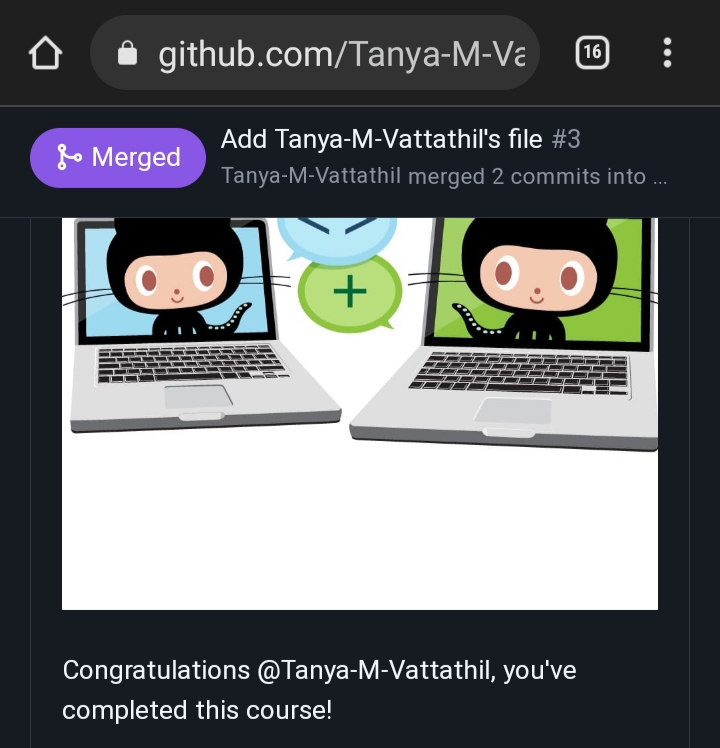 github.com/Tanya-M-Va
16
Merged
Add Tanya-M-Vattathil's file #3
Tanya-M-Vattathil merged 2 commits into ...
Congratulations @Tanya-M-Vattathil, you've
completed this course!